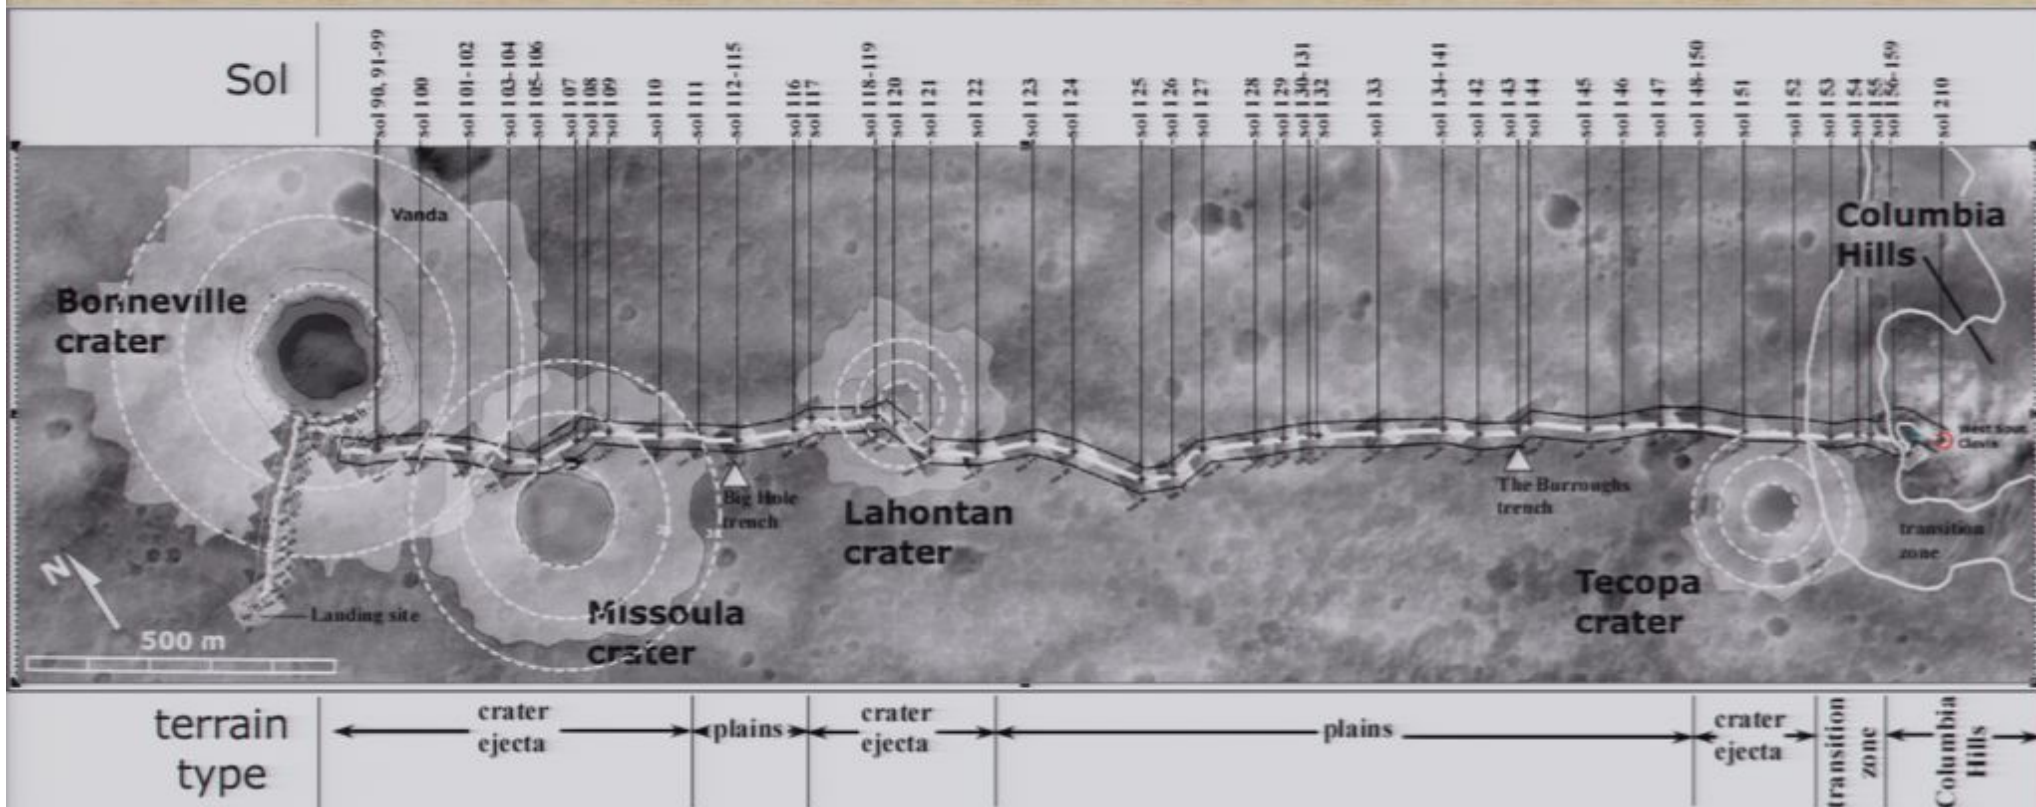 Sol
sol 90, 91-99
sol 100
sol 101-102
sol 103-104
sol 105-106
sol 107
sol 108
sol 109
sol 110
sol 111
sol 112-115
sol 116
sol 117
sol 118-119
sol 120
sol 121
sol 122
sol 123
sol 124
sol 125
sol 126
sol 127
sol 128
sol 129
sol 130-131
sol 132
sol 133
sol 134-141
sol 142
sol 143
sol 144
sol 145
sol 146
sol 147
sol 148-150
sol 151
sol 152
sol 153
sol 154
sol 155
sol 156-159
sol 210
Vanda
Columbia
Hills
Bonneville
crater
West Spur
Clovis
Big Hole
trench
The Burroughs
trench
Lahontan
crater
transition
zone
N
Tecopa
crater
Landing site
Missoula
crater
500 m
terrain
type
crater
ejecta
plains
crater
ejecta
plains
crater
ejecta
transition
zone
Columbia
Hills